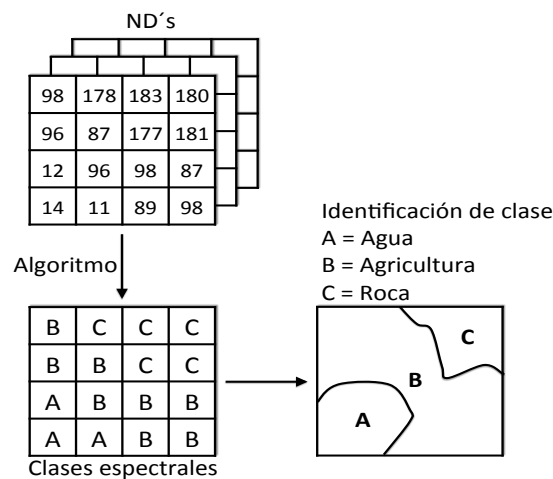 ND´s
98 178 183 180
96 87 177 181
12 96 98 87
14 11 89 98
Algoritmo
B C C C
B B C C
A B B B
A A B B
Clases espectrales
Identificación de clase
A = Agua
B = Agricultura
C = Roca
C
B
A